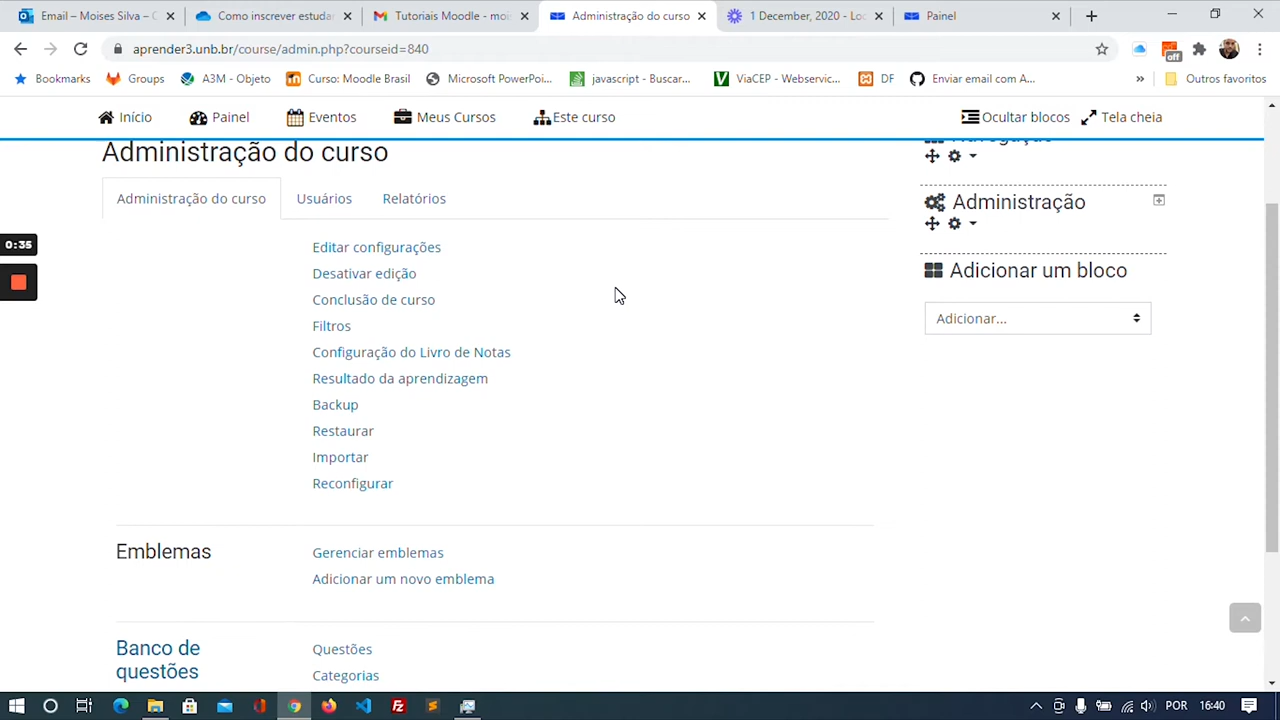 Email – Moises Silva – O
Como inscrever estuda
Tutoriais Moodle - moi
Administração do curso
1 December, 2020 - Loo
Painel
aprender3.unb.br/course/admin.php?courseid=840
off
Bookmarks
Groups
A3M - Objeto
Curso: Moodle Brasil
Microsoft PowerPoi...
javascript - Buscar...
ViaCEP - Webservic...
DF
Enviar email com A...
»
Outros favoritos
Início
Painel
Eventos
Meus Cursos
Este curso
Ocultar blocos
Tela cheia
Administração do curso
Navegação
Administração do curso
Usuários
Relatórios
Administração
0:35
Editar configurações
Desativar edição
Adicionar um bloco
Conclusão de curso
Adicionar...
Filtros
Configuração do Livro de Notas
Resultado da aprendizagem
Backup
Restaurar
Importar
Reconfigurar
Emblemas
Gerenciar emblemas
Adicionar um novo emblema
Banco de
questões
Questões
Categorias
POR
16:40